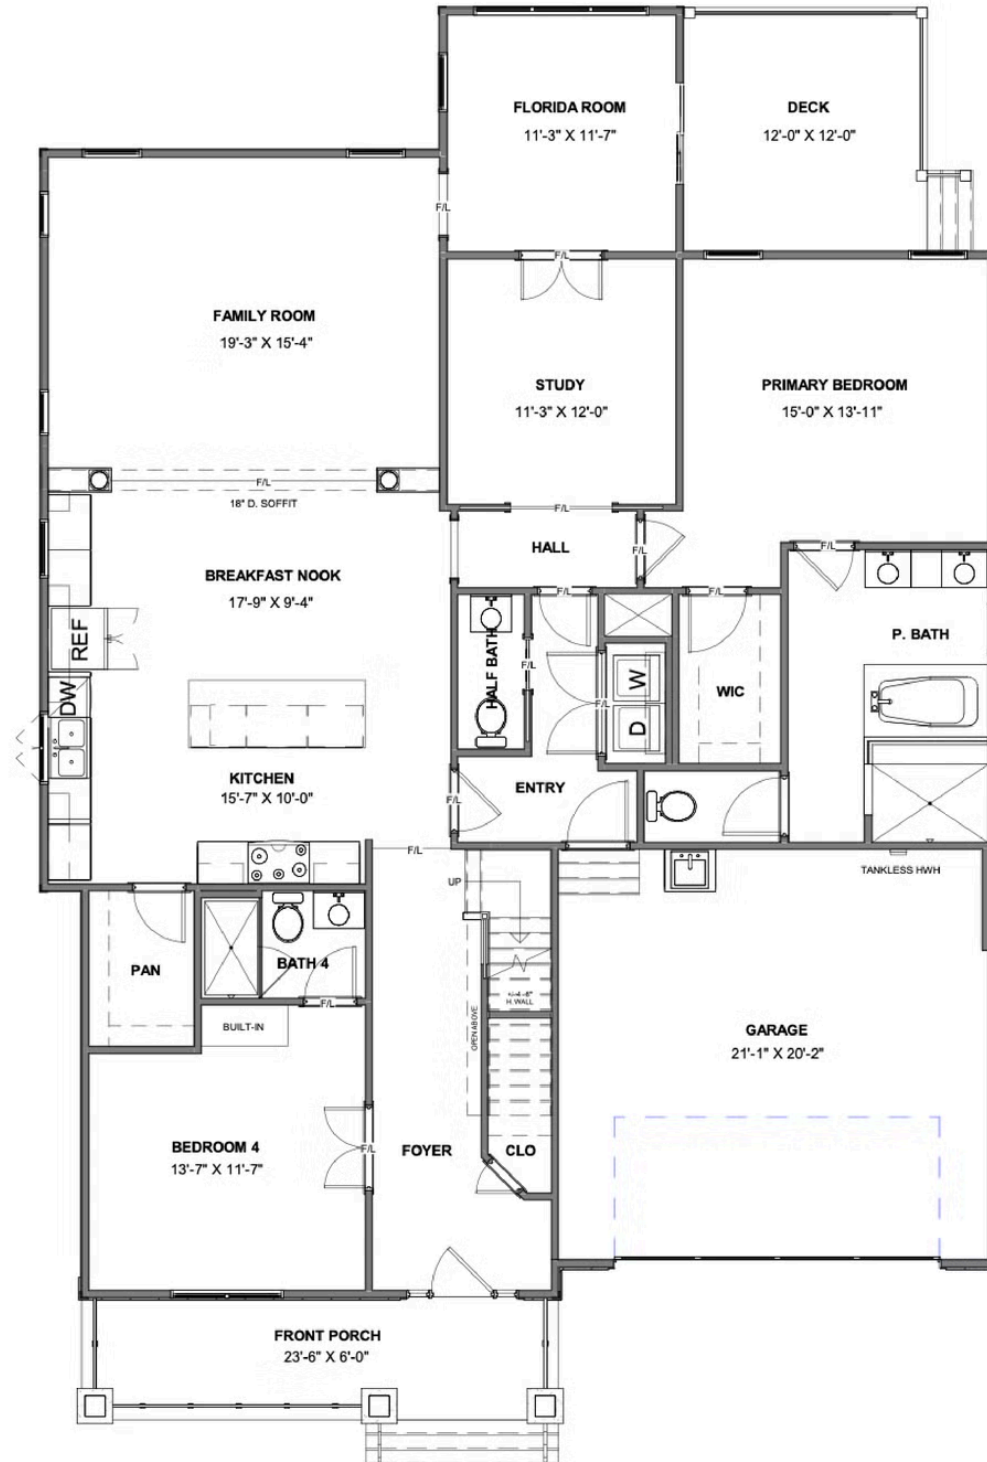 FLORIDA ROOM
11'-3" X 11'-7"
DECK
12'-0" X 12'-0"
F/L
F/L
FAMILY ROOM
19'-3" X 15'-4"
STUDY
11'-3" X 12'-0"
PRIMARY BEDROOM
15'-0" X 13'-11"
F/L
18" D. SOFFIT
F/L
HALL
F/L
F/L
BREAKFAST NOOK
17'-9" X 9'-4"
F/L
F/L
REF
HALF BATH
F/L
P. BATH
DW
W
WIC
F/L
D
KITCHEN
15'-7" X 10'-0"
ENTRY
F/L
F/L
TANKLESS HWH
UP
PAN
BATH 4
F/L
H. WALL
BUILT-IN
OPEN ABOVE
GARAGE
21'-1" X 20'-2"
BEDROOM 4
13'-7" X 11'-7"
F/L
FOYER
CLO
FRONT PORCH
23'-6" X 6'-0"